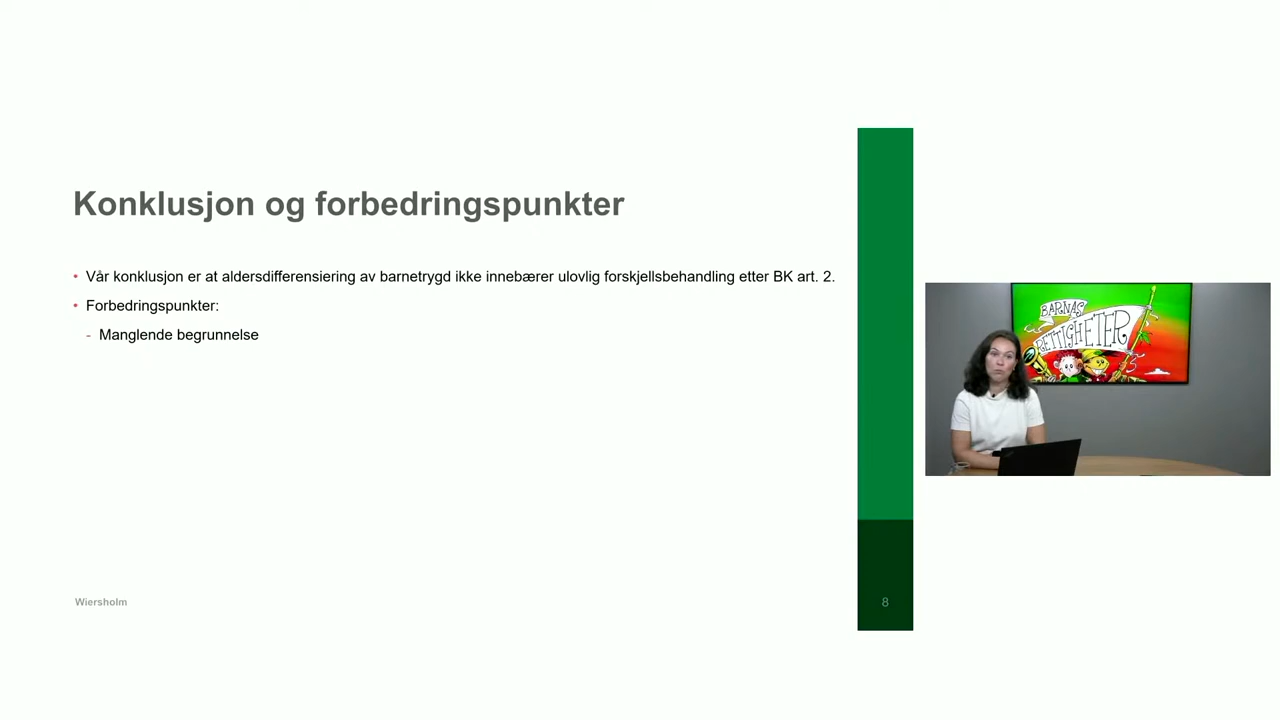 Konklusjon og forbedringspunkter
• Vår konklusjon er at aldersdifferensiering av barnetrygd ikke innebærer ulovlig forskjellsbehandling etter BK art. 2.
• Forbedringspunkter:
- Manglende begrunnelse
BARNAS
RETTIGHETER
Wiersholm
8